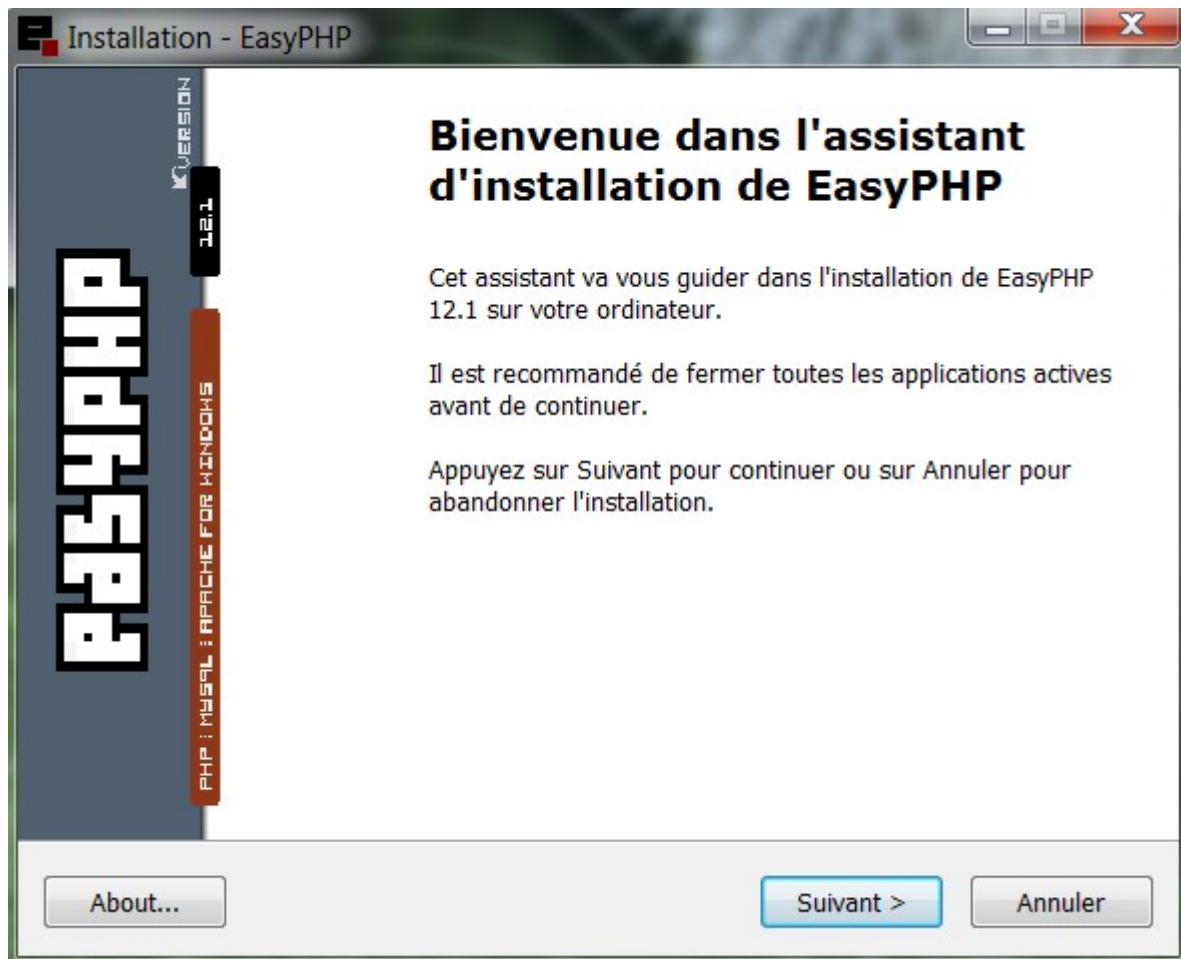 Installation - EasyPHP
VERSION
12.1
easyPHP
PHP : MYSQL : APACHE FOR WINDOWS
Bienvenue dans l'assistant
d'installation de EasyPHP
Cet assistant va vous guider dans l'installation de EasyPHP
12.1 sur votre ordinateur.
Il est recommandé de fermer toutes les applications actives
avant de continuer.
Appuyez sur Suivant pour continuer ou sur Annuler pour
abandonner l'installation.
About...
Suivant >
Annuler